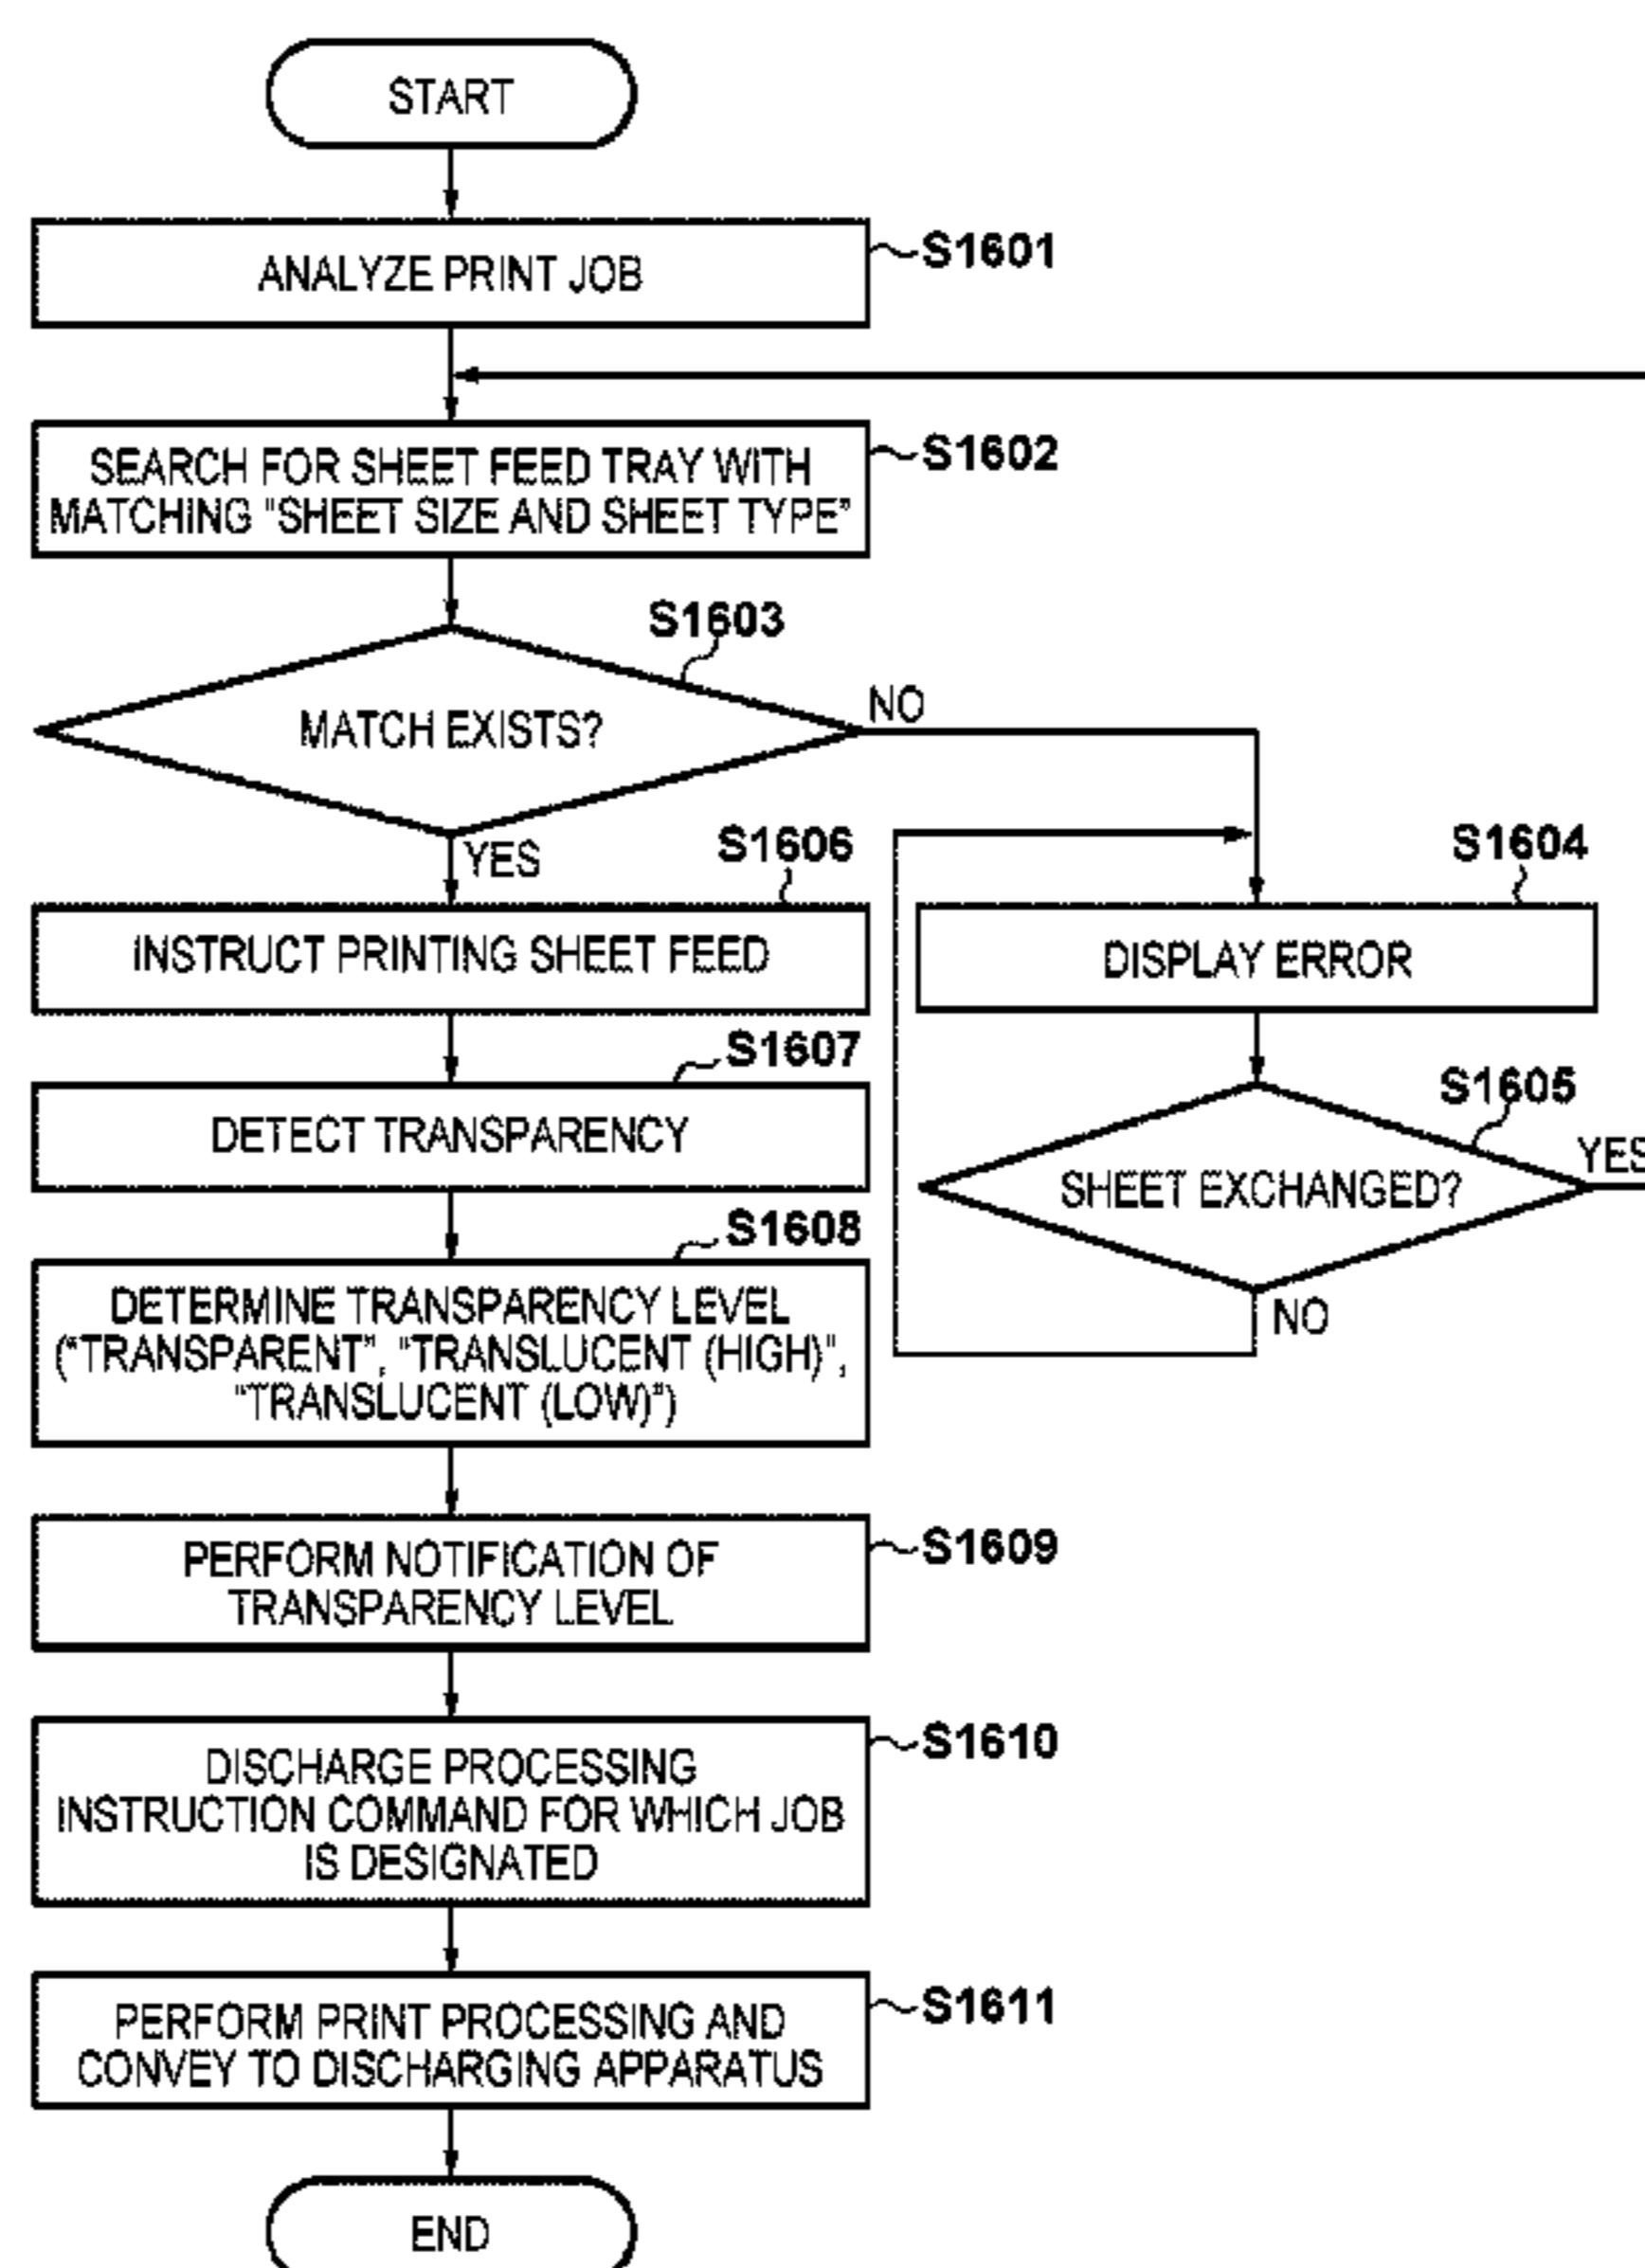 START
ANALYZE PRINT JOB
S1601
SEARCH FOR SHEET FEED TRAY WITH
MATCHING "SHEET SIZE AND SHEET TYPE"
S1602
S1603
MATCH EXISTS?
NO
YES
S1606
INSTRUCT PRINTING SHEET FEED
S1604
DISPLAY ERROR
S1607
DETECT TRANSPARENCY
S1605
SHEET EXCHANGED?
YES
NO
S1608
DETERMINE TRANSPARENCY LEVEL
("TRANSPARENT", "TRANSLUCENT (HIGH)",
"TRANSLUCENT (LOW)")
PERFORM NOTIFICATION OF
TRANSPARENCY LEVEL
S1609
DISCHARGE PROCESSING
INSTRUCTION COMMAND FOR WHICH JOB
IS DESIGNATED
S1610
PERFORM PRINT PROCESSING AND
CONVEY TO DISCHARGING APPARATUS
S1611
END